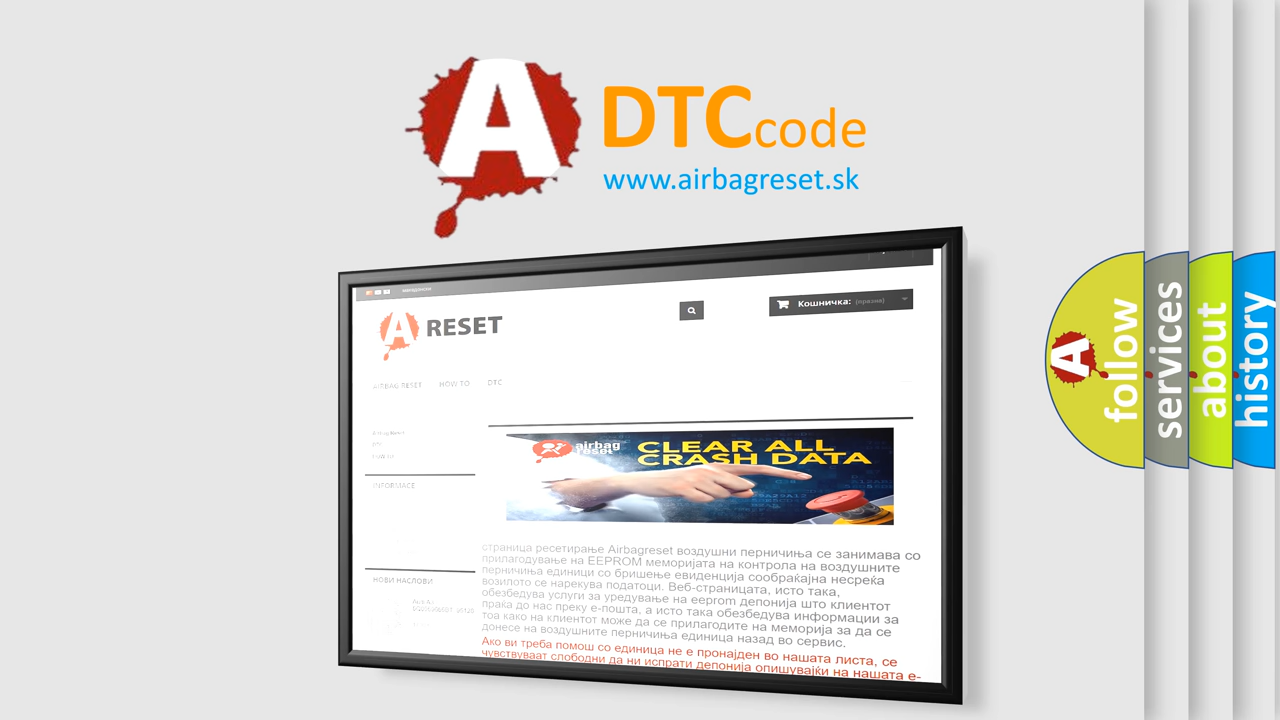 A
DTCcode
www.airbagreset.sk
A RESET
Кошничка: (празна)
AIRBAG RESET HOW TO DTC
airbag
reset
CLEAR ALL
CRASH DATA
INFORMACE
НОВИ НАСЛОВИ
страница ресетирање Airbagreset воздушни перничиња се занимава со
прилагодување на EEPROM меморијата на контрола на воздушните
перничиња единици со бришење евиденција сообраќајна несреќа
возилото се нарекува податоци. Веб-страницата, исто така,
обезбедува услуги за уредување на eeprom депонија што клиентот
праќа до нас преку е-пошта, а исто така обезбедува информации за
тоа како на клиентот може да се прилагодите на меморија за да се
донесе на воздушните перничиња единица назад во сервис.
Ако ви треба помош со единица не е пронајден во нашата листа, се
чувствуваат слободни да ни испрати депонија опишувајќи на нашата е-
A
follow
services
about
history